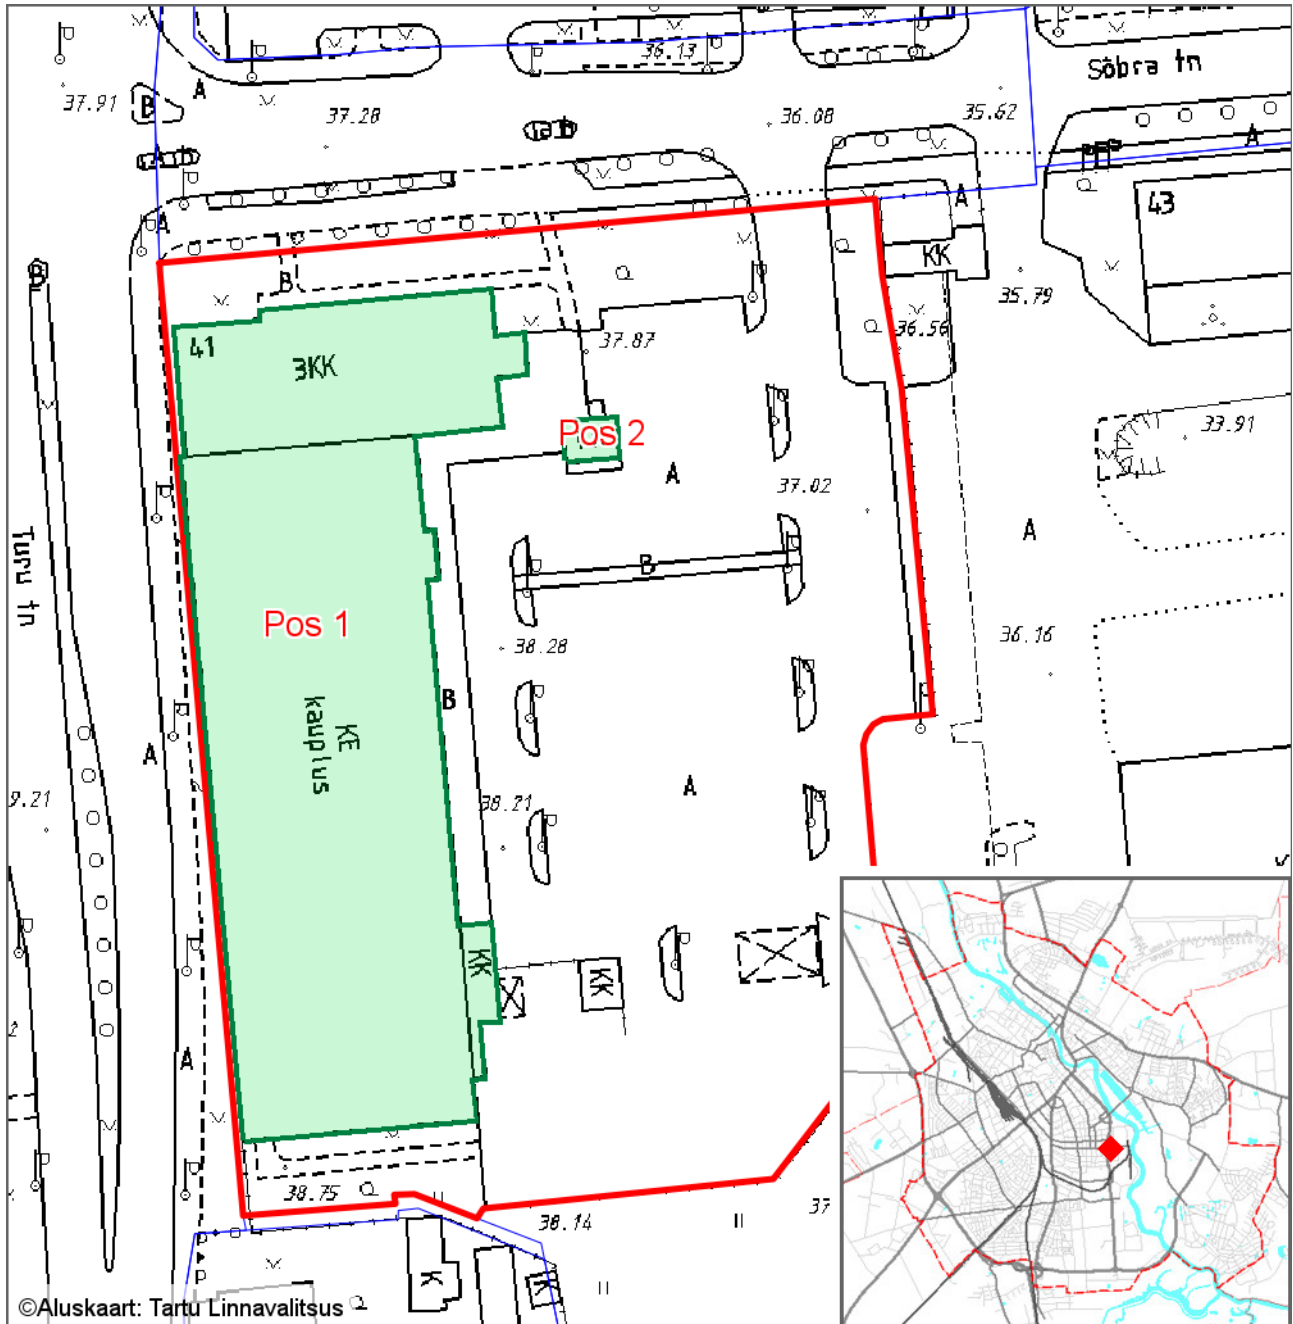 36.13
Sõbra tn
37.91
B
A
37.28
36.08
35.62
A
A
A
A
43
B
B
KK
35.79
36.56
41
3KK
37.87
Pos 2
33.91
A
37.02
A
Turu tn
B
Pos 1
38.28
36.16
B
KE
kauplus
A
A
9.21
38.21
KK
KK
A
38.75
38.14
37
K
K
©Aluskaart: Tartu Linnavalitsus